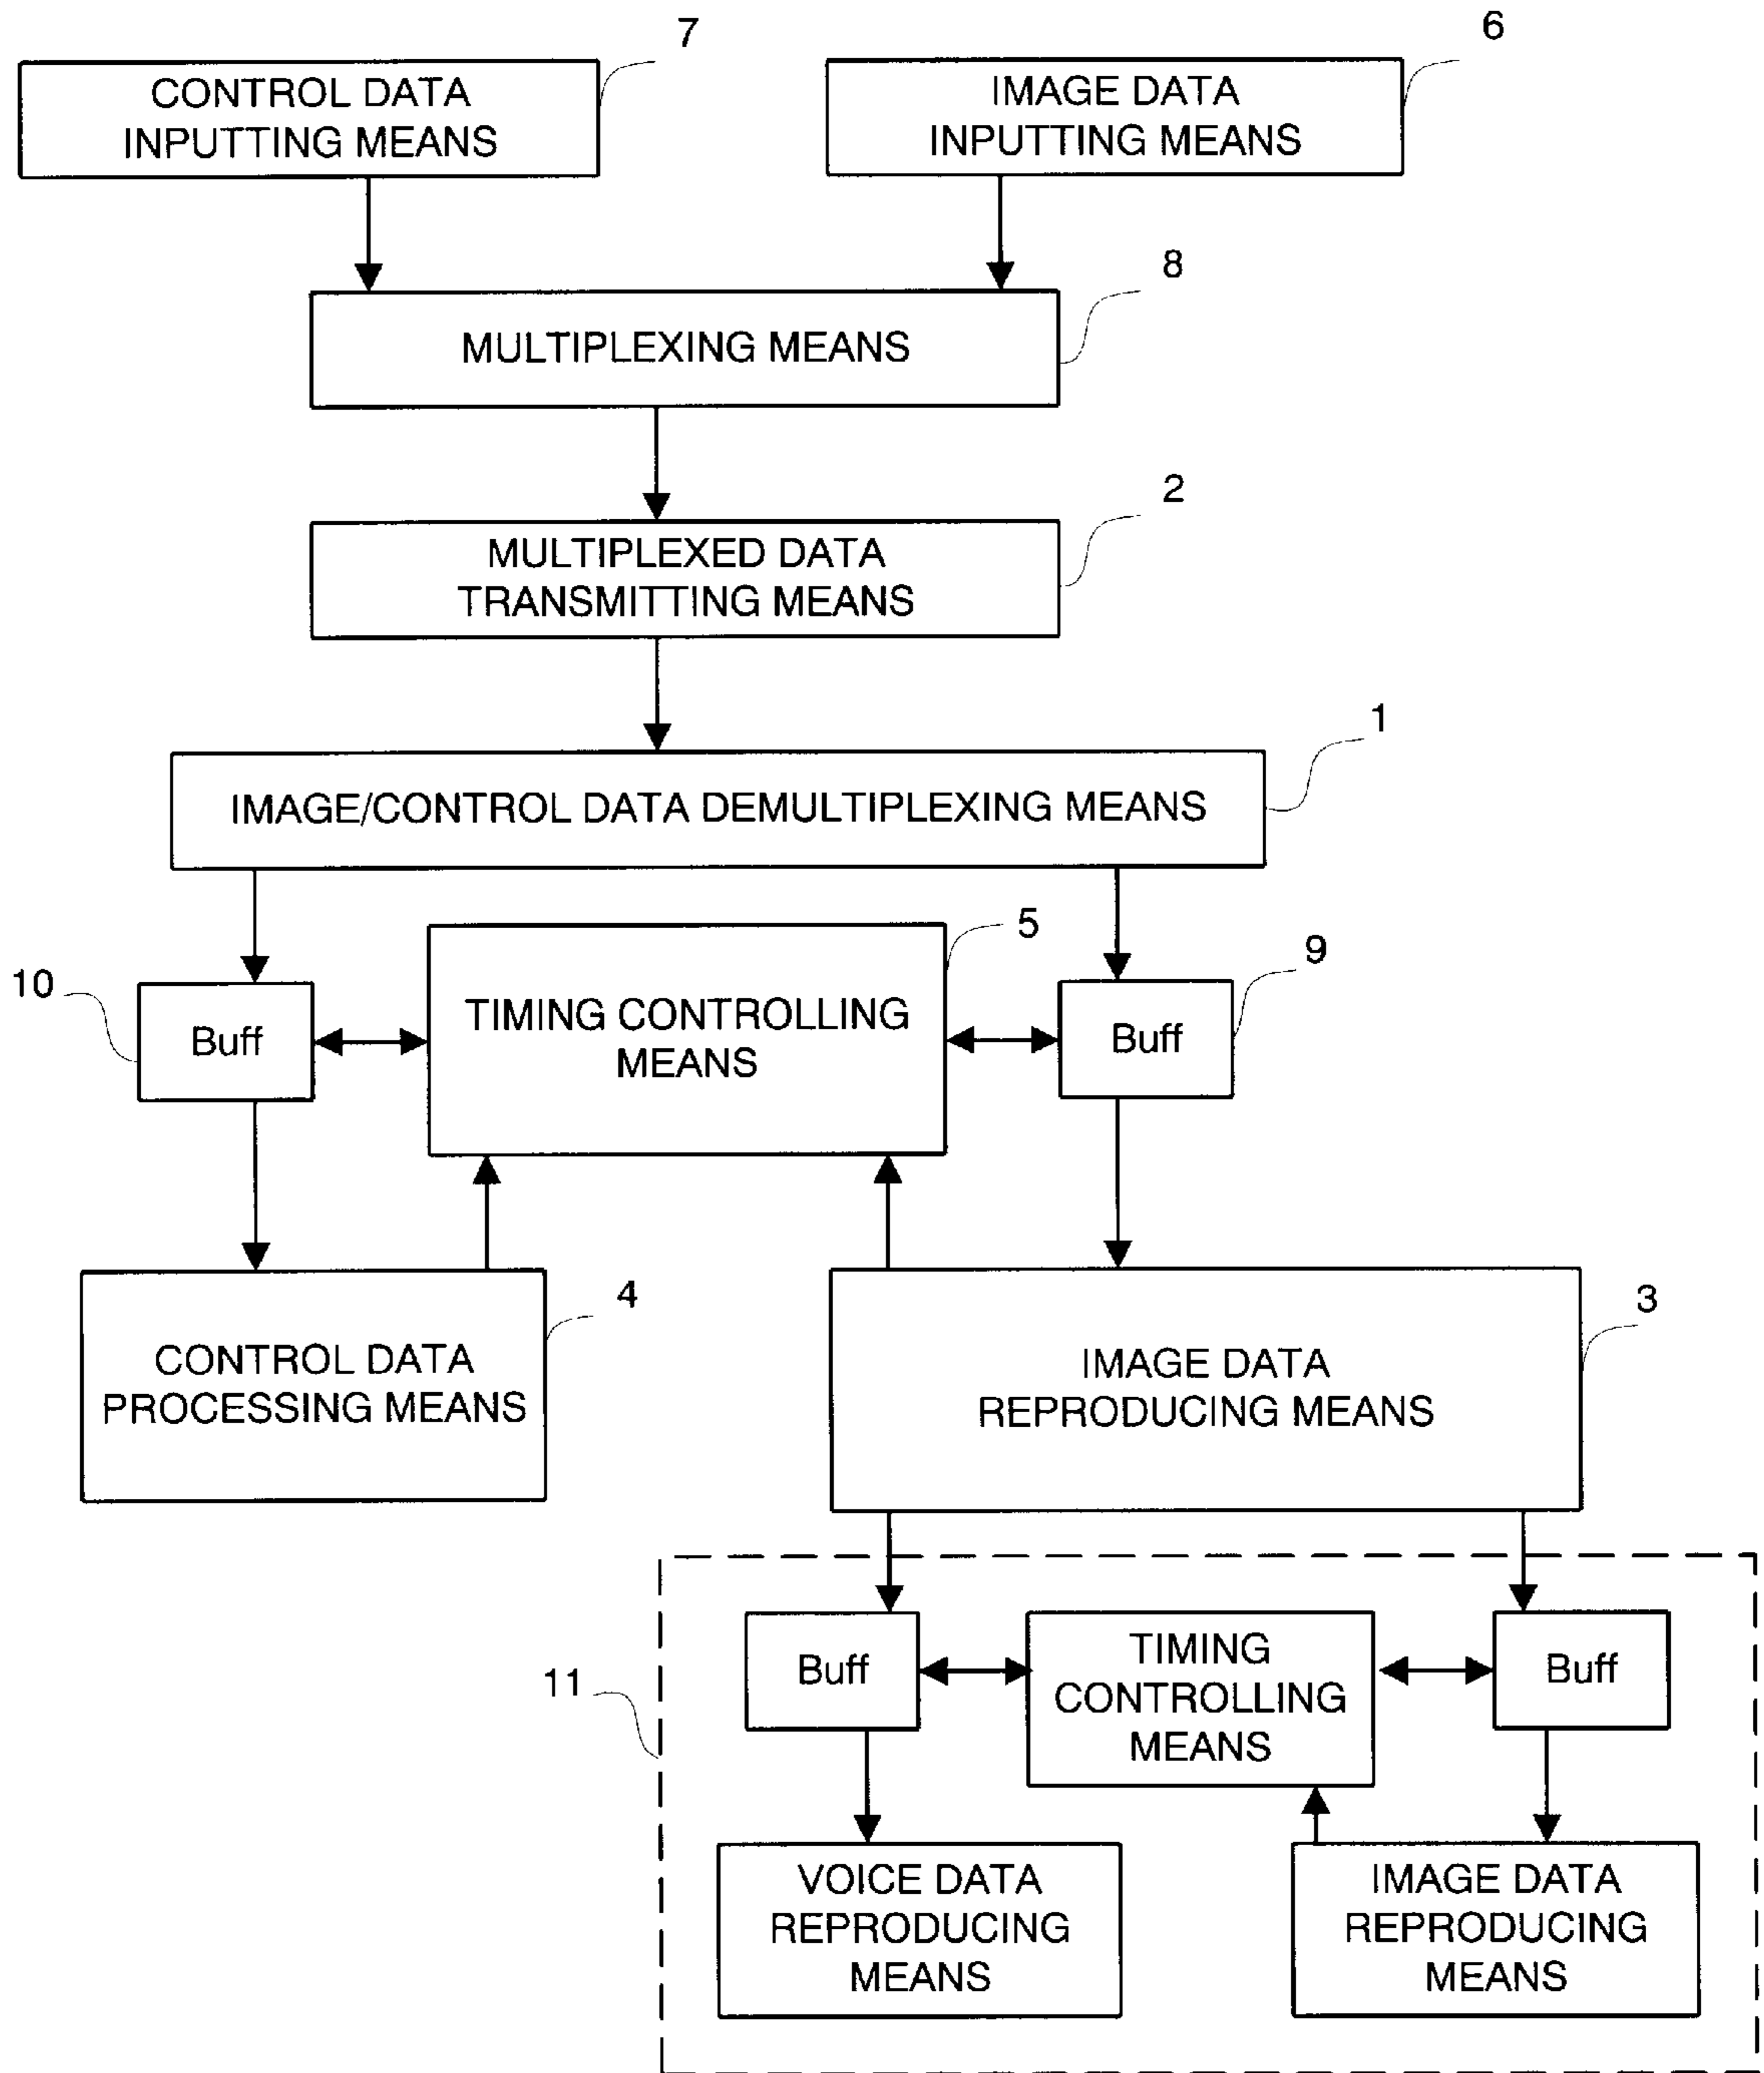 7
6
CONTROL DATA
INPUTTING MEANS
IMAGE DATA
INPUTTING MEANS
8
MULTIPLEXING MEANS
2
MULTIPLEXED DATA
TRANSMITTING MEANS
1
IMAGE/CONTROL DATA DEMULTIPLEXING MEANS
5
9
10
Buff
TIMING CONTROLLING
MEANS
Buff
4
3
CONTROL DATA
PROCESSING MEANS
IMAGE DATA
REPRODUCING MEANS
11
Buff
TIMING
CONTROLLING
MEANS
Buff
VOICE DATA
REPRODUCING
MEANS
IMAGE DATA
REPRODUCING
MEANS